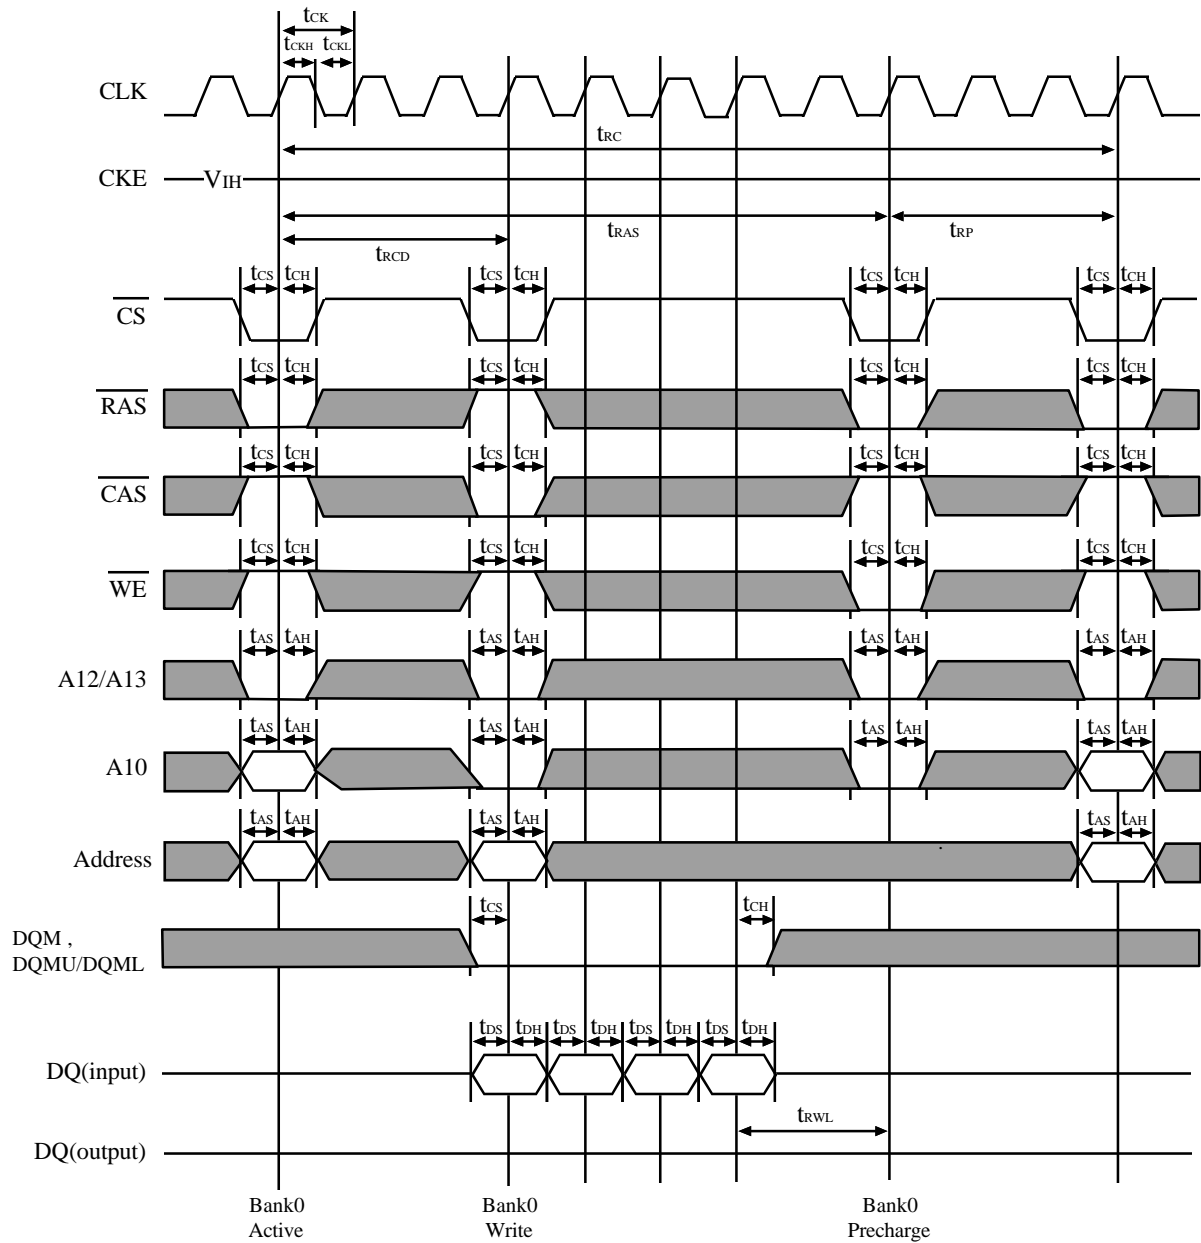 tCK
tCKH tCKL
CLK
tRC
CKE VIH
tRAS tRP
tRCD
tCS tCH tCS tCH tCS tCH tCS tCH
CS
tCS tCH tCS tCH tCS tCH tCS tCH
RAS
tCS tCH tCS tCH tCS tCH tCS tCH
CAS
tCS tCH tCS tCH tCS tCH tCS tCH
WE
tAS tAH tAS tAH tAS tAH tAS tAH
A12/A13
tAS tAH tAS tAH tAS tAH tAS tAH
A10
tAS tAH tAS tAH tAS tAH
Address
tCS tCH
DQM ,
DQMU/DQML
tDS tDH tDS tDH tDS tDH tDS tDH
DQ(input)
tRWL
DQ(output)
Bank0 Bank0 Bank0
Active Write Precharge